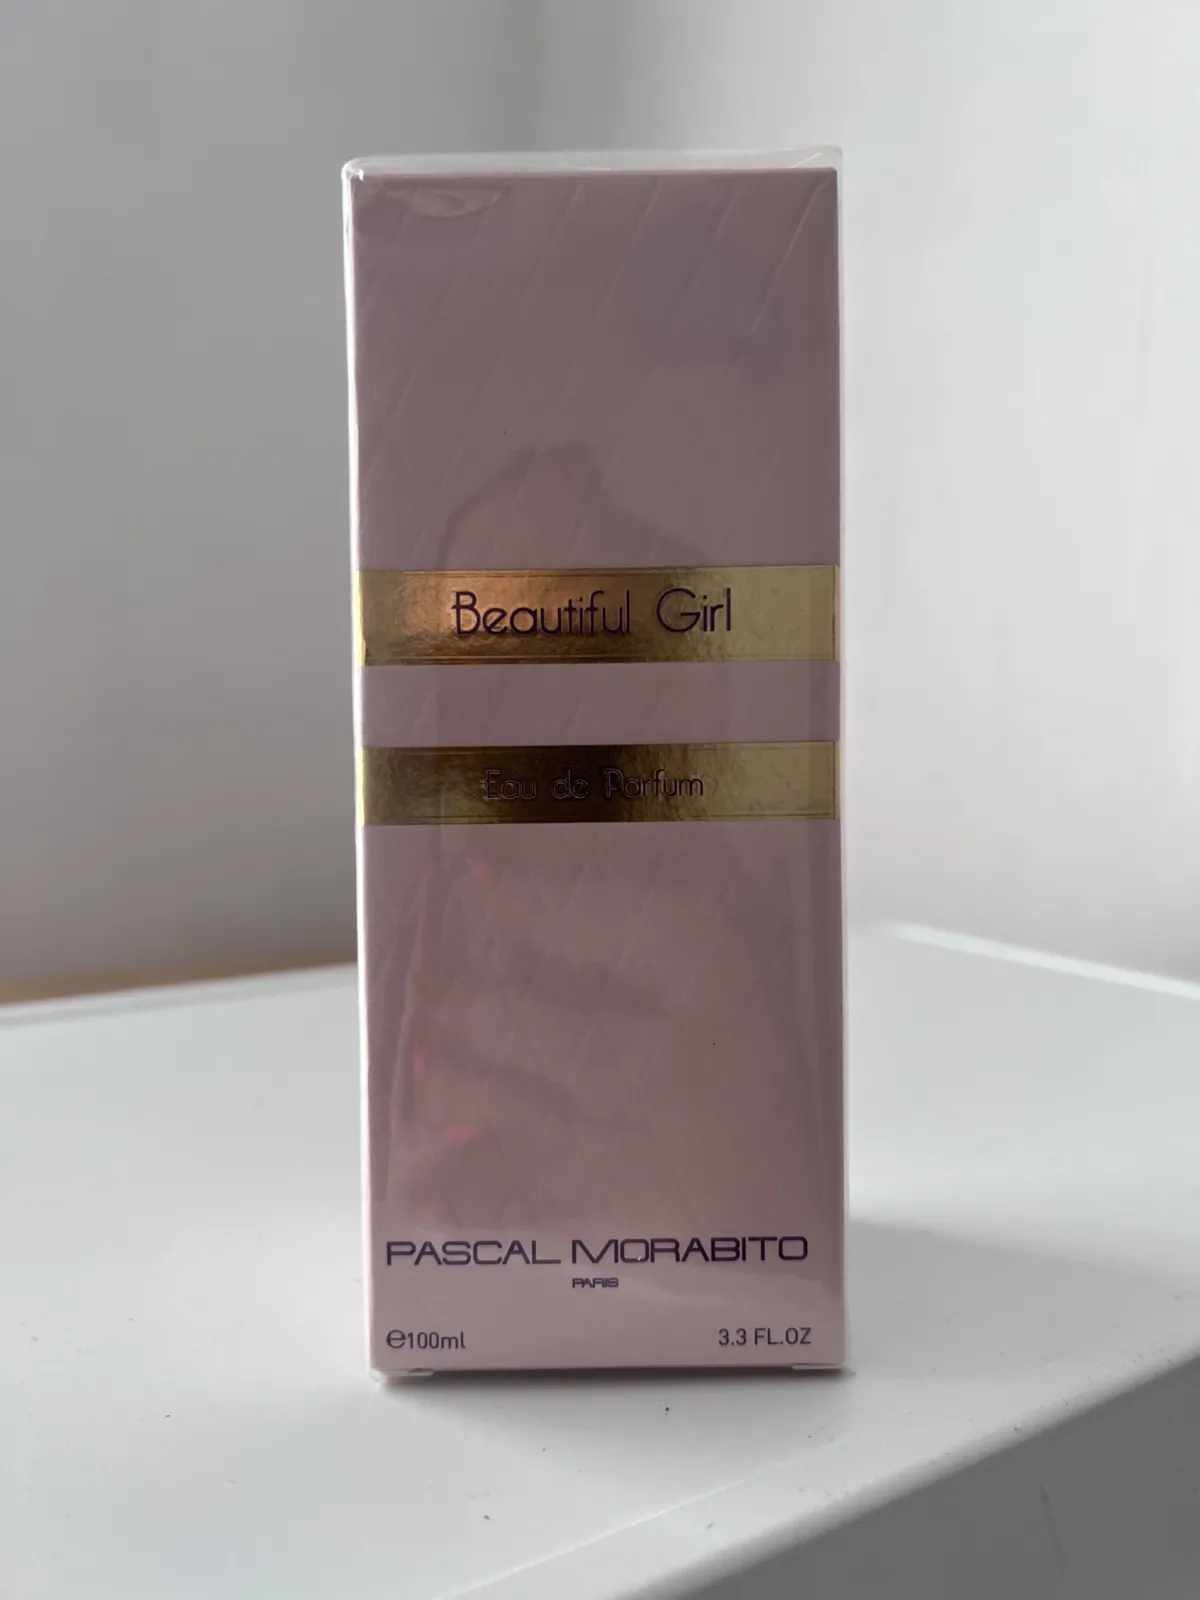 Beautiful Girl
Eau de Parfum
PASCAL MORABITO
PARIS
℮100ml 3.3 FL.OZ